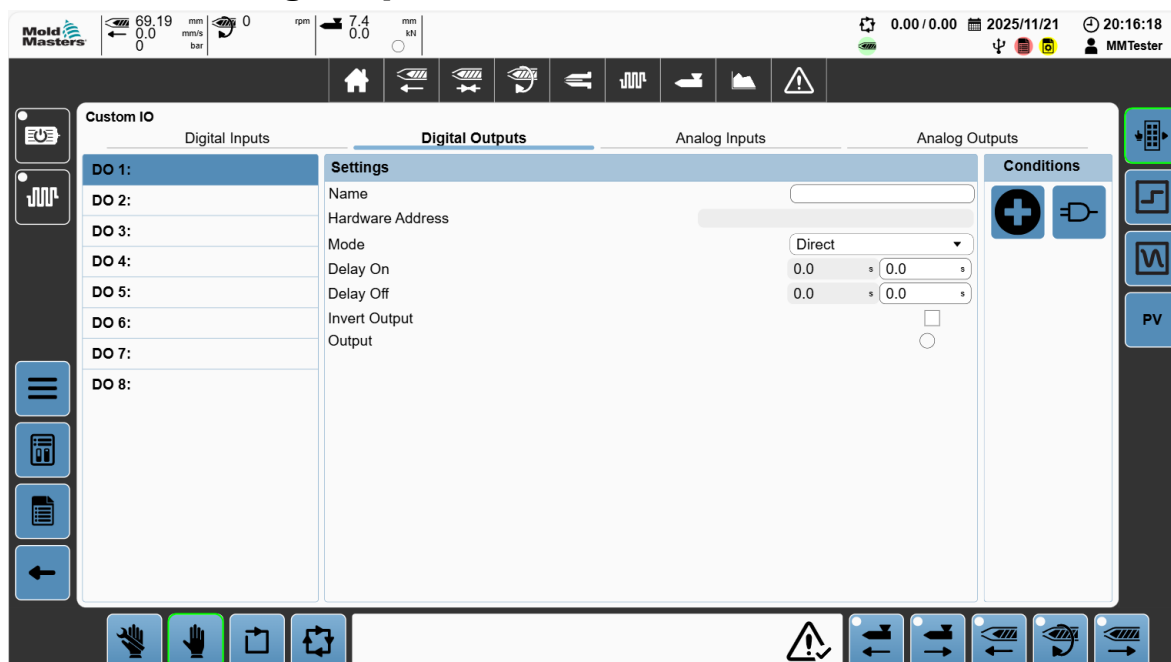 Mold
Masters
69.19 mm
0.0 mm/s
0 bar
0 rpm
7.4 mm
0.0 kN
0.00 / 0.00
2025/11/21
20:16:18
MMTester
Custom IO
Digital Inputs
Digital Outputs
Analog Inputs
Analog Outputs
DO 1:
DO 2:
DO 3:
DO 4:
DO 5:
DO 6:
DO 7:
DO 8:
Settings
Name
Hardware Address
Mode Direct
Delay On 0.0 s 0.0 s
Delay Off 0.0 s 0.0 s
Invert Output
Output
Conditions
PV